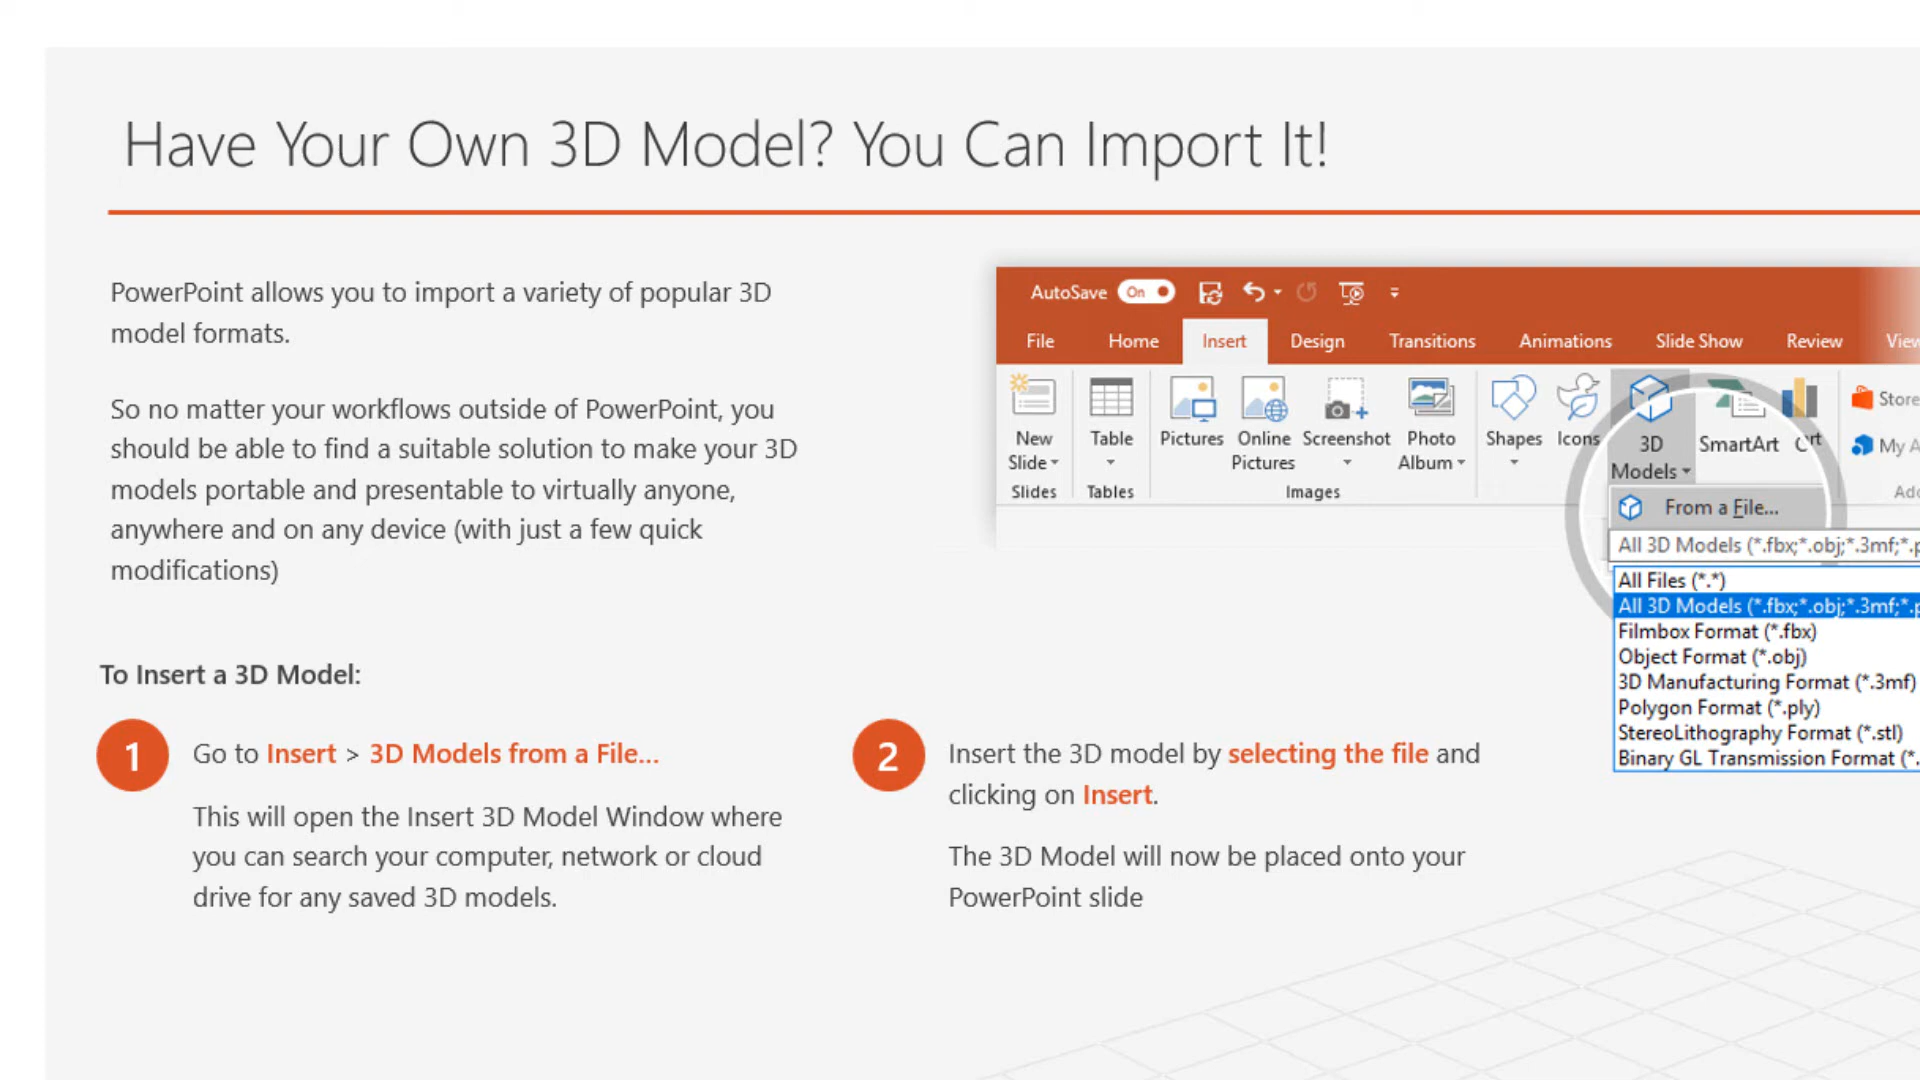 Have Your Own 3D Model? You Can Import It!
PowerPoint allows you to import a variety of popular 3D
model formats.
So no matter your workflows outside of PowerPoint, you
should be able to find a suitable solution to make your 3D
models portable and presentable to virtually anyone,
anywhere and on any device (with just a few quick
modifications)
AutoSave On
File Home Insert Design Transitions Animations Slide Show Review View
New Slide
Table
Pictures
Online Pictures
Screenshot
Photo Album
Shapes
Icons
3D Models
SmartArt
Store
My A
Slides Tables Images
From a File...
All 3D Models (*.fbx;*.obj;*.3mf;*.p
All Files (*.*)
All 3D Models (*.fbx;*.obj;*.3mf;*.p
Filmbox Format (*.fbx)
Object Format (*.obj)
3D Manufacturing Format (*.3mf)
Polygon Format (*.ply)
StereoLithography Format (*.stl)
Binary GL Transmission Format (*.
To Insert a 3D Model:
1
Go to Insert > 3D Models from a File...
This will open the Insert 3D Model Window where
you can search your computer, network or cloud
drive for any saved 3D models.
2
Insert the 3D model by selecting the file and
clicking on Insert.
The 3D Model will now be placed onto your
PowerPoint slide